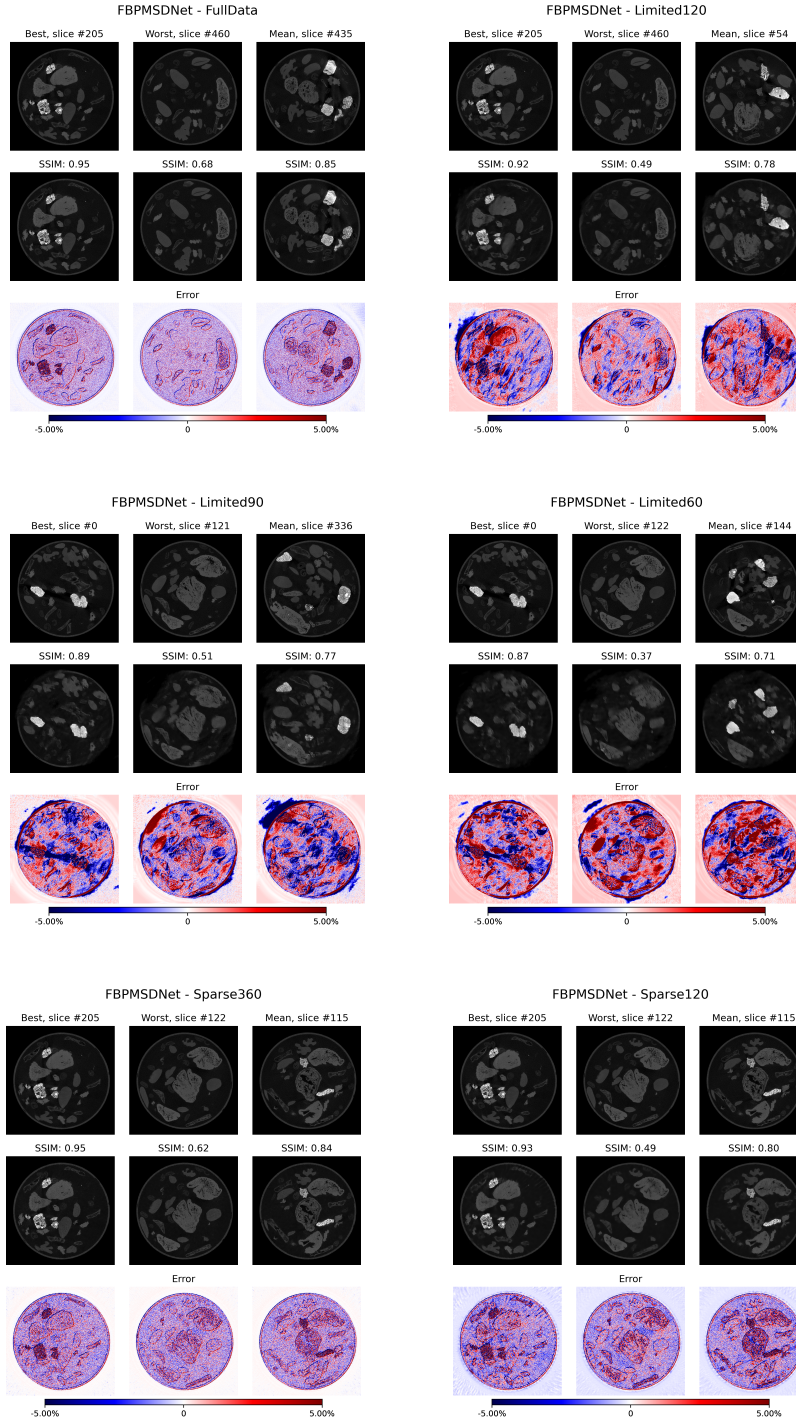 FBPMSDNet - FullData
Best, slice #205 Worst, slice #460 Mean, slice #435
SSIM: 0.95 SSIM: 0.68 SSIM: 0.85
Error
-5.00% 0 5.00%
FBPMSDNet - Limited120
Best, slice #205 Worst, slice #460 Mean, slice #54
SSIM: 0.92 SSIM: 0.49 SSIM: 0.78
Error
-5.00% 0 5.00%
FBPMSDNet - Limited90
Best, slice #0 Worst, slice #121 Mean, slice #336
SSIM: 0.89 SSIM: 0.51 SSIM: 0.77
Error
-5.00% 0 5.00%
FBPMSDNet - Limited60
Best, slice #0 Worst, slice #122 Mean, slice #144
SSIM: 0.87 SSIM: 0.37 SSIM: 0.71
Error
-5.00% 0 5.00%
FBPMSDNet - Sparse360
Best, slice #205 Worst, slice #122 Mean, slice #115
SSIM: 0.95 SSIM: 0.62 SSIM: 0.84
Error
-5.00% 0 5.00%
FBPMSDNet - Sparse120
Best, slice #205 Worst, slice #122 Mean, slice #115
SSIM: 0.93 SSIM: 0.49 SSIM: 0.80
Error
-5.00% 0 5.00%